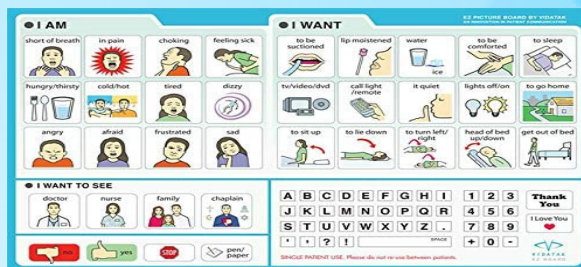 I AM
short of breath in pain choking feeling sick
hungry/thirsty cold/hot tired dizzy
angry afraid frustrated sad
I WANT
EZ PICTURE BOARD BY VIDATAK
to be suctioned lip moistened water to be comforted to sleep
ice
tv/video/dvd call light /remote it quiet lights off/on to go home
to sit up to lie down to turn left/ right head of bed up/down get out of bed
I WANT TO SEE
doctor nurse family chaplain
no yes STOP pen/ paper
A B C D E F G H I 1 2 3
J K L M N O P Q R 4 5 6
S T U V W X Y Z . 7 8 9
' , ? ! SPACE + 0 -
Thank You
I Love You
VIDATAK
EZ BOARD
SINGLE PATIENT USE. Please do not re-use between patients.